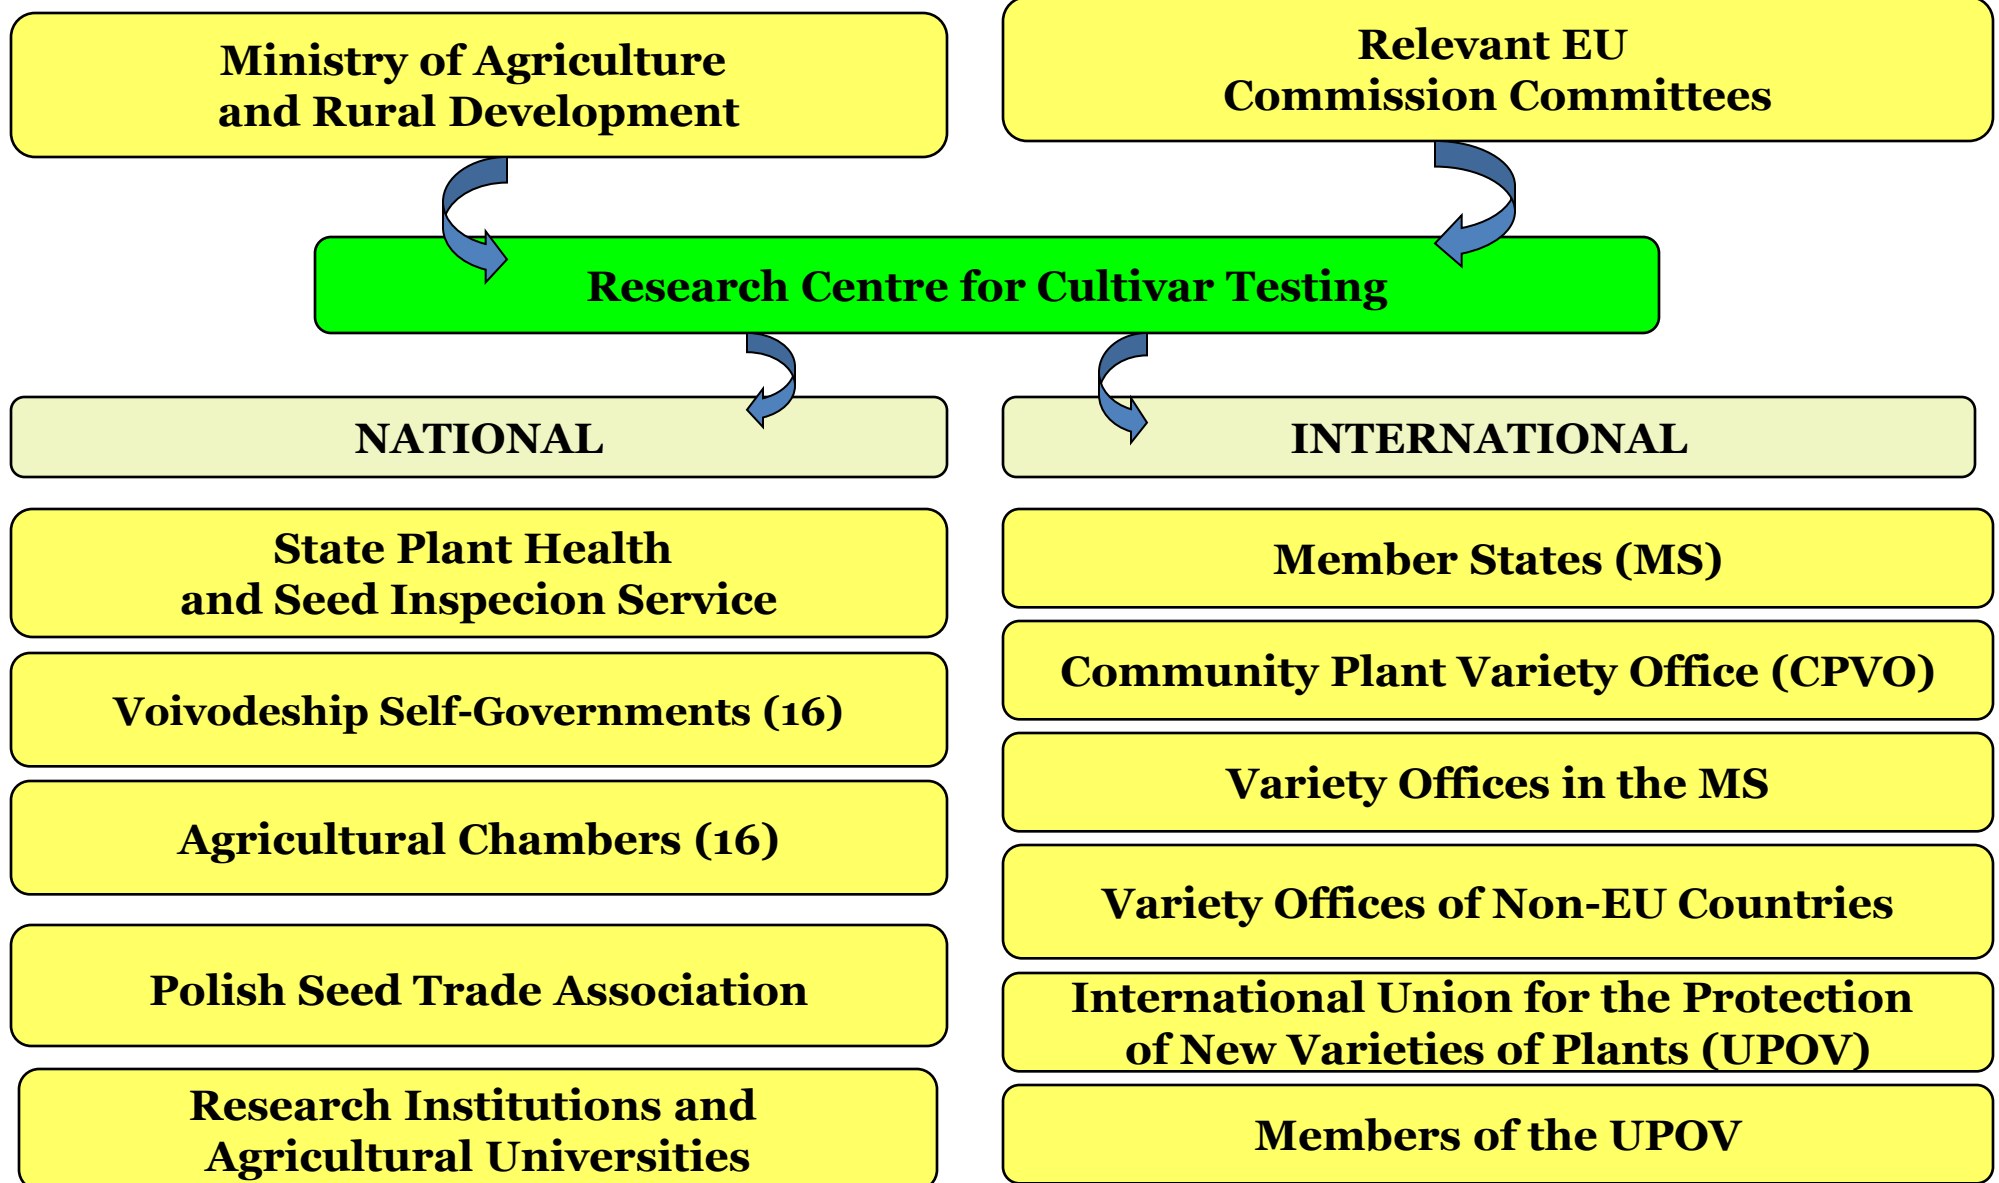 Ministry of Agriculture
and Rural Development
Relevant EU
Commission Committees
Research Centre for Cultivar Testing
NATIONAL
State Plant Health
and Seed Inspecion Service
Voivodeship Self-Governments (16)
Agricultural Chambers (16)
Polish Seed Trade Association
Research Institutions and
Agricultural Universities
INTERNATIONAL
Member States (MS)
Community Plant Variety Office (CPVO)
Variety Offices in the MS
Variety Offices of Non-EU Countries
International Union for the Protection
of New Varieties of Plants (UPOV)
Members of the UPOV